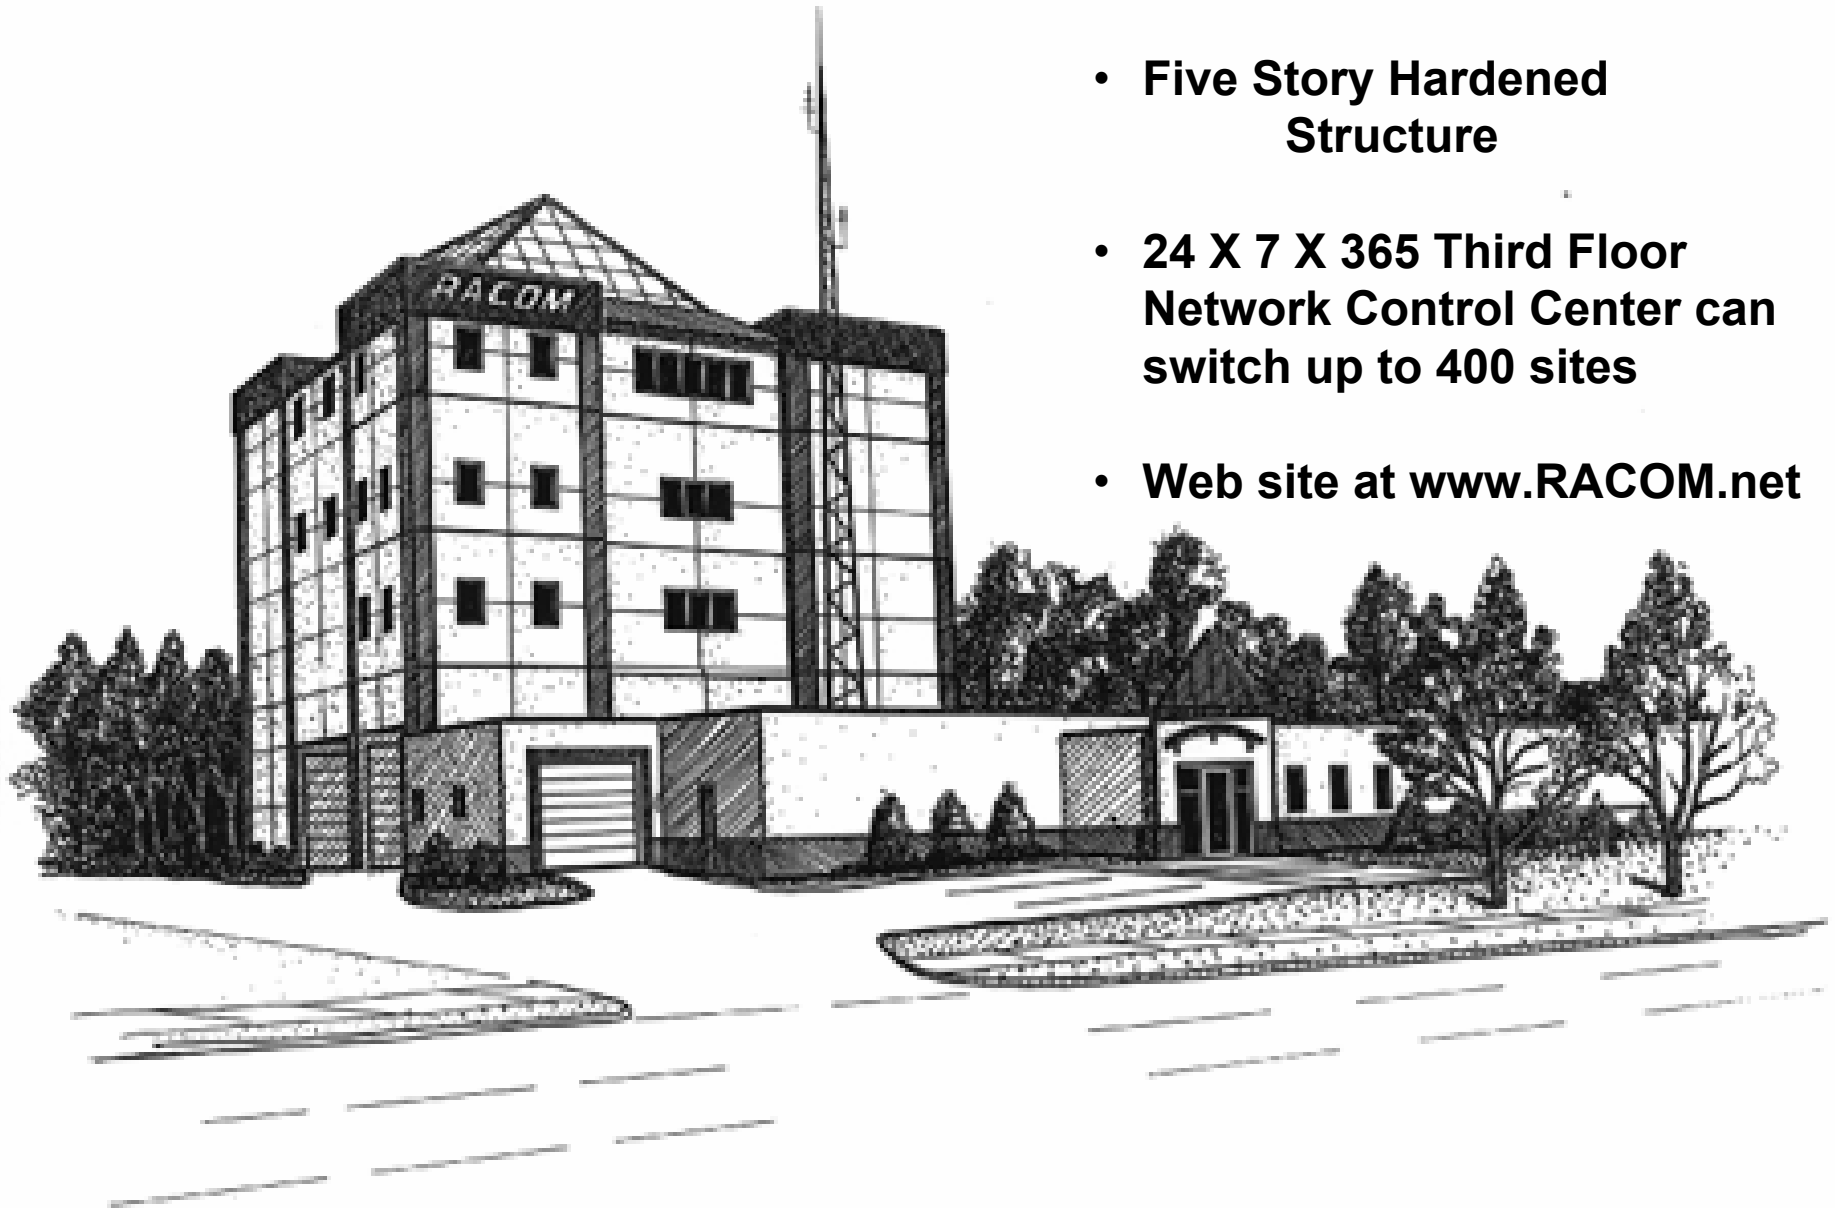 • Five Story Hardened
Structure
• 24 X 7 X 365 Third Floor
Network Control Center can
switch up to 400 sites
• Web site at www.RACOM.net
RACOM